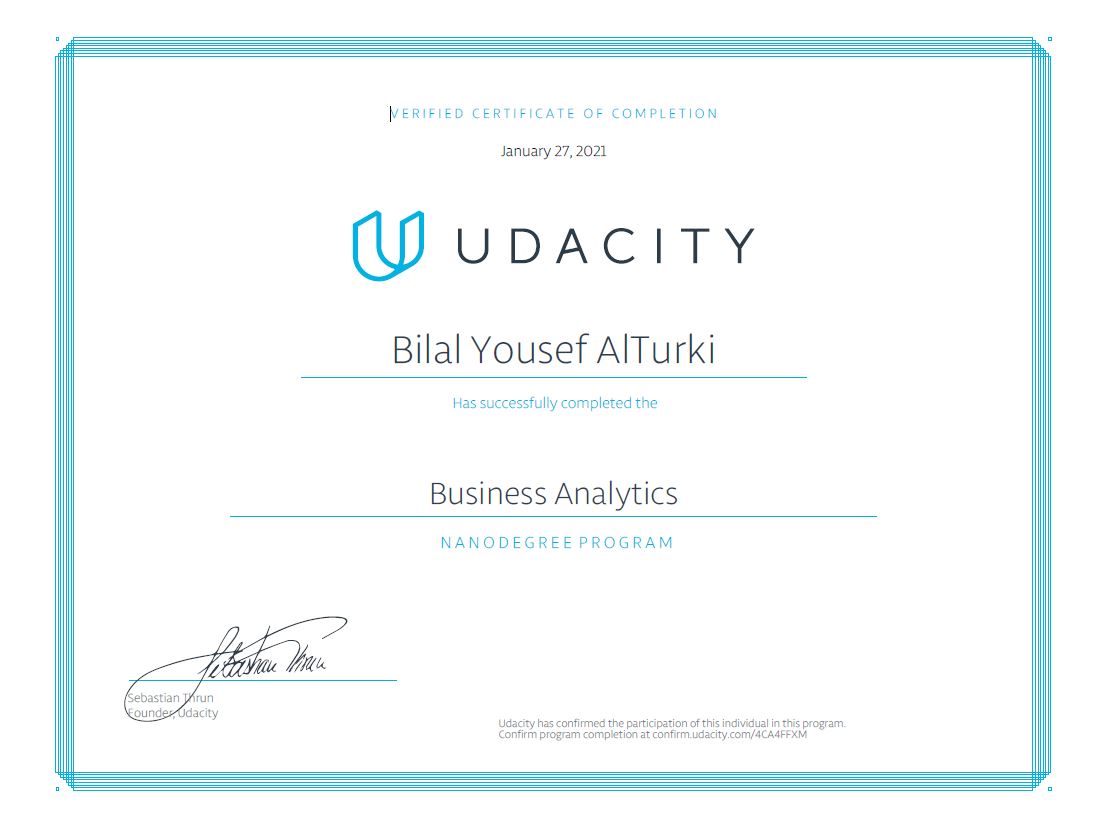 VERIFIED CERTIFICATE OF COMPLETION
January 27, 2021
UDACITY
Bilal Yousef AlTurki
Has successfully completed the
Business Analytics
NANODEGREE PROGRAM
Sebastian Thrun
Sebastian Thrun
Founder, Udacity
Udacity has confirmed the participation of this individual in this program.
Confirm program completion at confirm.udacity.com/4CA4FFXM